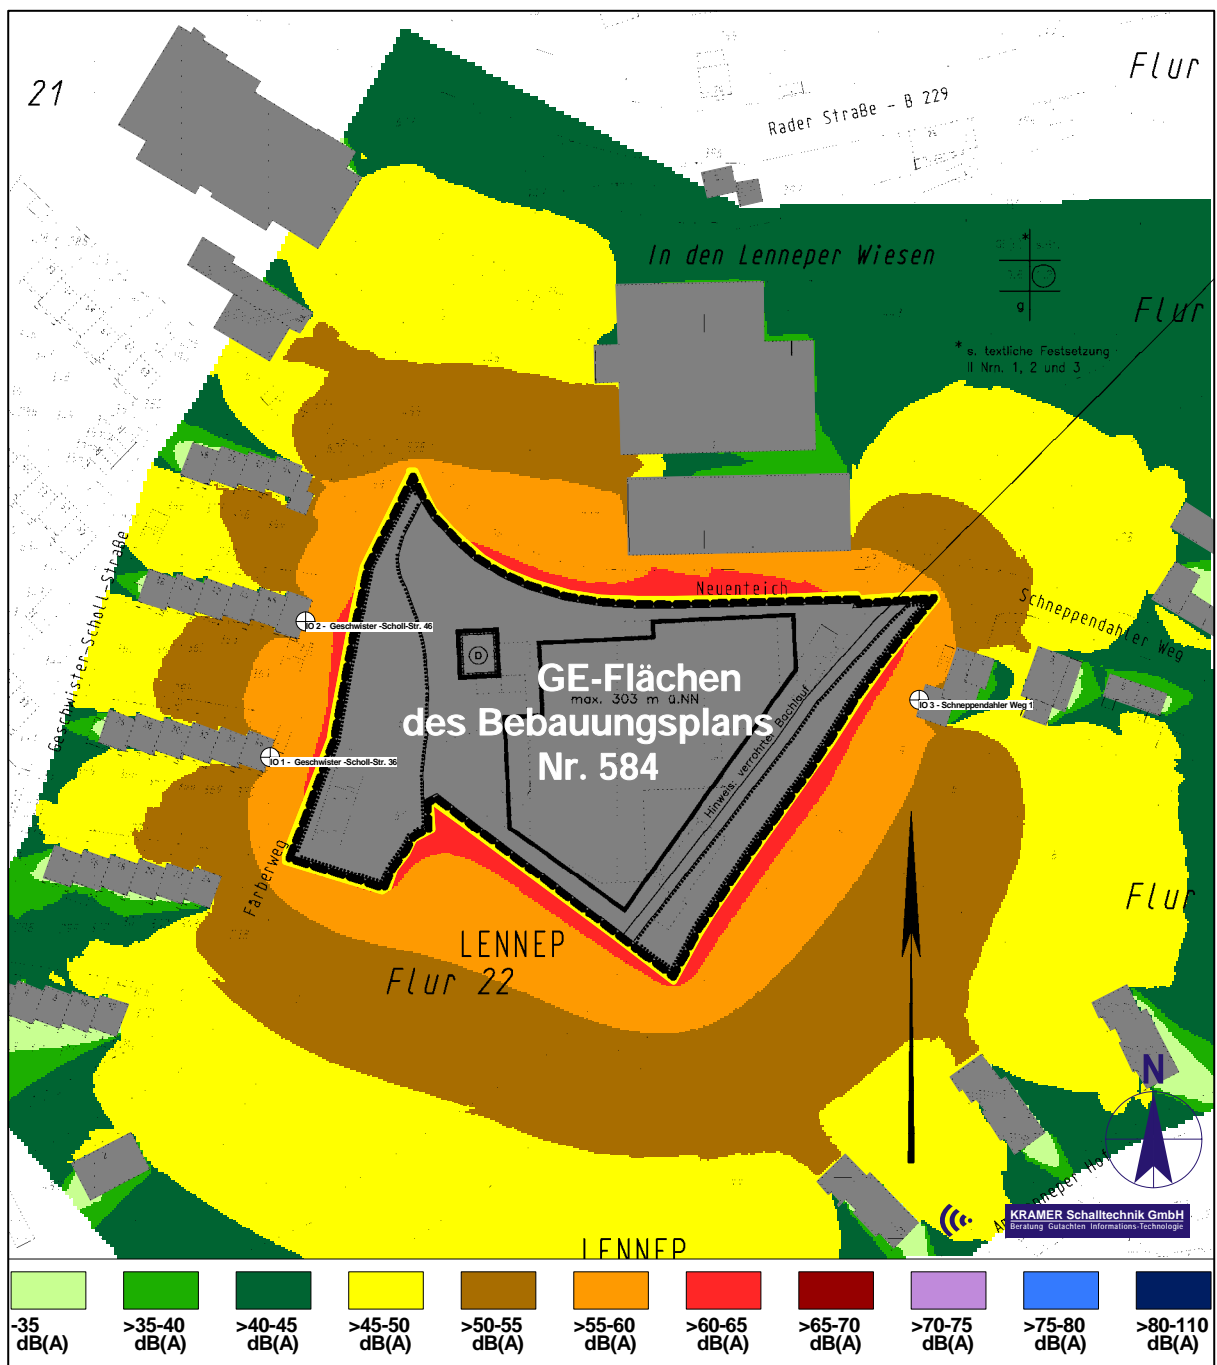 Flur
21
Rader Straße - B 229
In den Lenneper Wiesen
*
g
Flur
* s. textliche Festsetzung
II Nrn. 1, 2 und 3
Geschwister-Scholl-Straße
Neuenteich
Schneppendahler Weg
IO 2 - Geschwister -Scholl-Str. 46
D
GE-Flächen
max. 303 m ü.NN
des Bebauungsplans
Nr. 584
IO 3 - Schneppendahler Weg 1
IO 1 - Geschwister -Scholl-Str. 36
Hinweis: verrohrter Bachlauf
Färberweg
Flur
LENNEP
Flur 22
N
Am Lenneper Hof
KRAMER Schalltechnik GmbH
Beratung Gutachten Informations-Technologie
LENNEP
-35 dB(A)
>35-40 dB(A)
>40-45 dB(A)
>45-50 dB(A)
>50-55 dB(A)
>55-60 dB(A)
>60-65 dB(A)
>65-70 dB(A)
>70-75 dB(A)
>75-80 dB(A)
>80-110 dB(A)